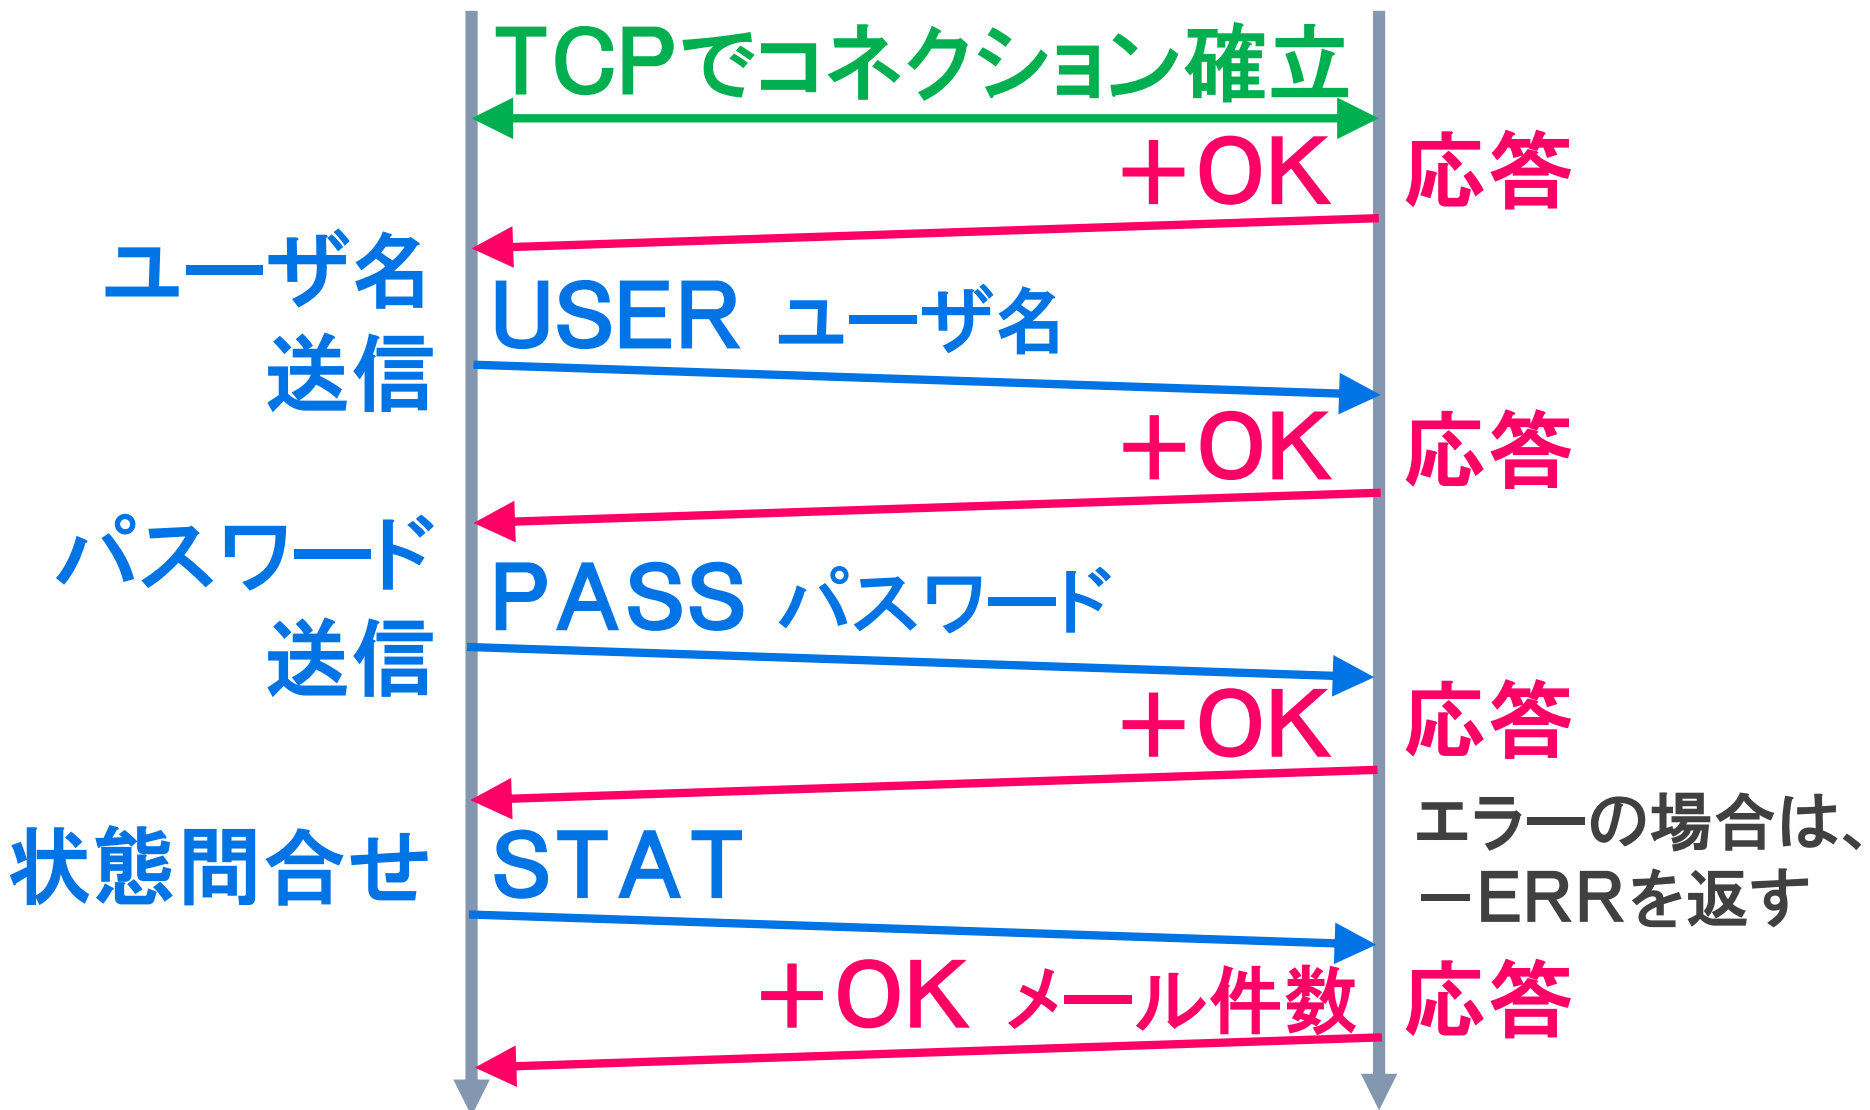 TCPでコネクション確立
+OK 応答
ユーザ名
送信
USER ユーザ名
+OK 応答
パスワード
送信
PASS パスワード
+OK 応答
エラーの場合は、
－ERRを返す
状態問合せ
STAT
+OK メール件数 応答